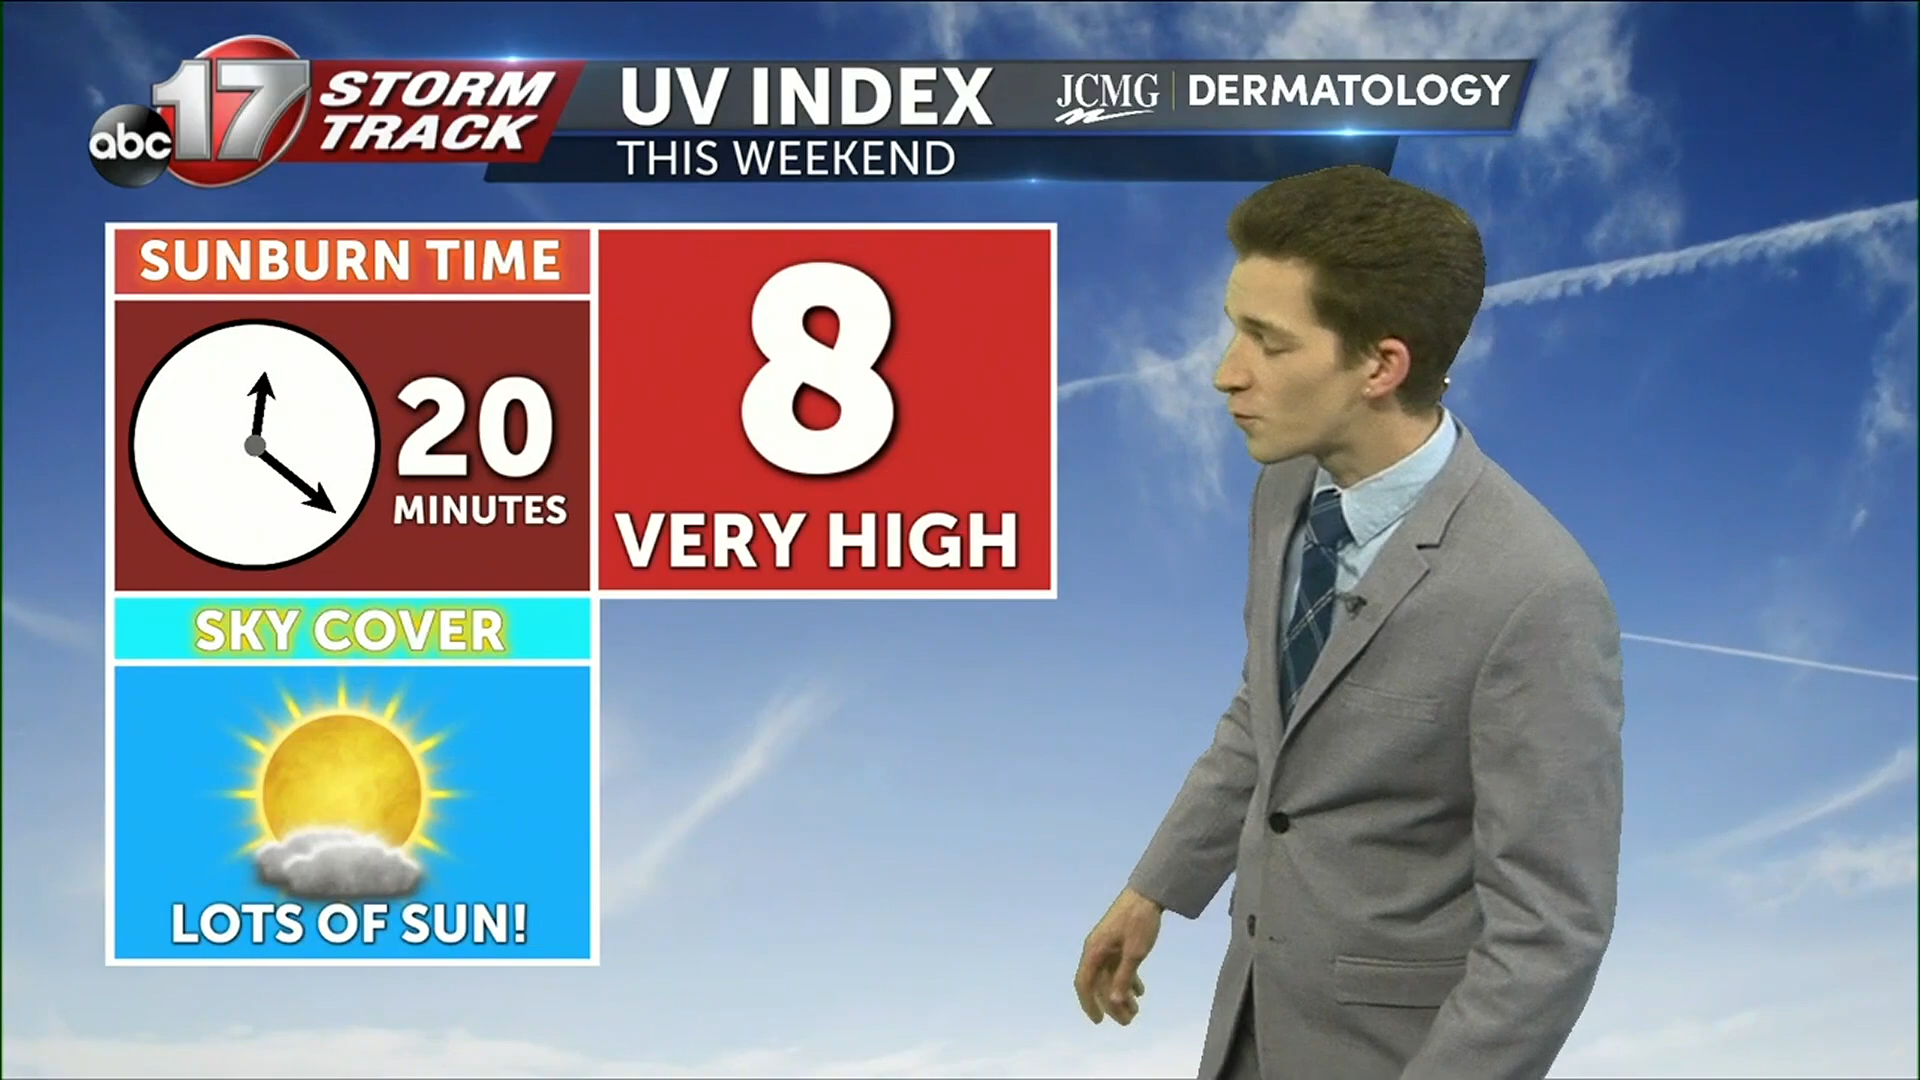 abc 17 STORM TRACK
UV INDEX
JCMG DERMATOLOGY
THIS WEEKEND
SUNBURN TIME
20
MINUTES
8
VERY HIGH
SKY COVER
LOTS OF SUN!